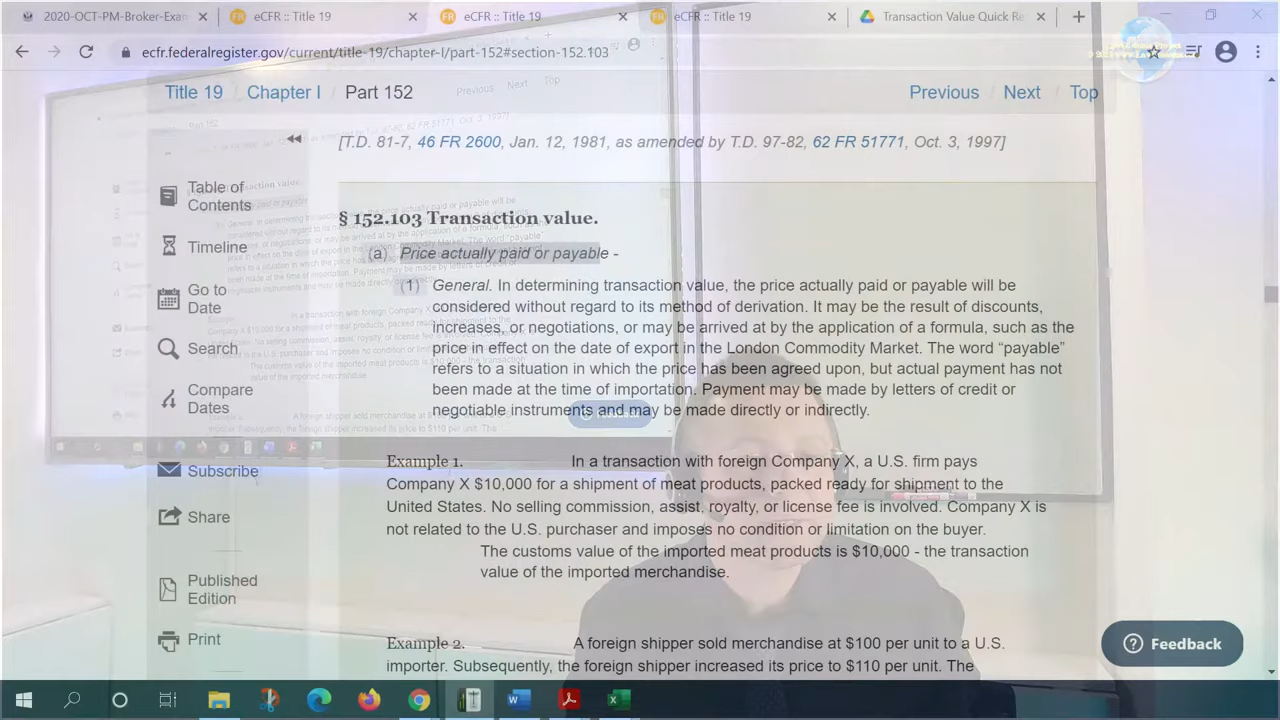 2020-OCT-PM-Broker-Exam
eCFR :: Title 19
eCFR :: Title 19
eCFR :: Title 19
Transaction Value Quick Re
ecfr.federalregister.gov/current/title-19/chapter-I/part-152#section-152.103
Title 19 / Chapter I / Part 152
Previous / Next / Top
[T.D. 81-7, 46 FR 2600, Jan. 12, 1981, as amended by T.D. 97-82, 62 FR 51771, Oct. 3, 1997]
Table of
Contents
Timeline
Go to
Date
Search
Compare
Dates
Subscribe
Share
Published
Edition
Print
§ 152.103 Transaction value.
(a) Price actually paid or payable -
(1) General. In determining transaction value, the price actually paid or payable will be
considered without regard to its method of derivation. It may be the result of discounts,
increases, or negotiations, or may be arrived at by the application of a formula, such as the
price in effect on the date of export in the London Commodity Market. The word “payable”
refers to a situation in which the price has been agreed upon, but actual payment has not
been made at the time of importation. Payment may be made by letters of credit or
negotiable instruments and may be made directly or indirectly.
Example 1. In a transaction with foreign Company X, a U.S. firm pays
Company X $10,000 for a shipment of meat products, packed ready for shipment to the
United States. No selling commission, assist, royalty, or license fee is involved. Company X is
not related to the U.S. purchaser and imposes no condition or limitation on the buyer.
The customs value of the imported meat products is $10,000 - the transaction
value of the imported merchandise.
Example 2. A foreign shipper sold merchandise at $100 per unit to a U.S.
importer. Subsequently, the foreign shipper increased its price to $110 per unit. The
Feedback